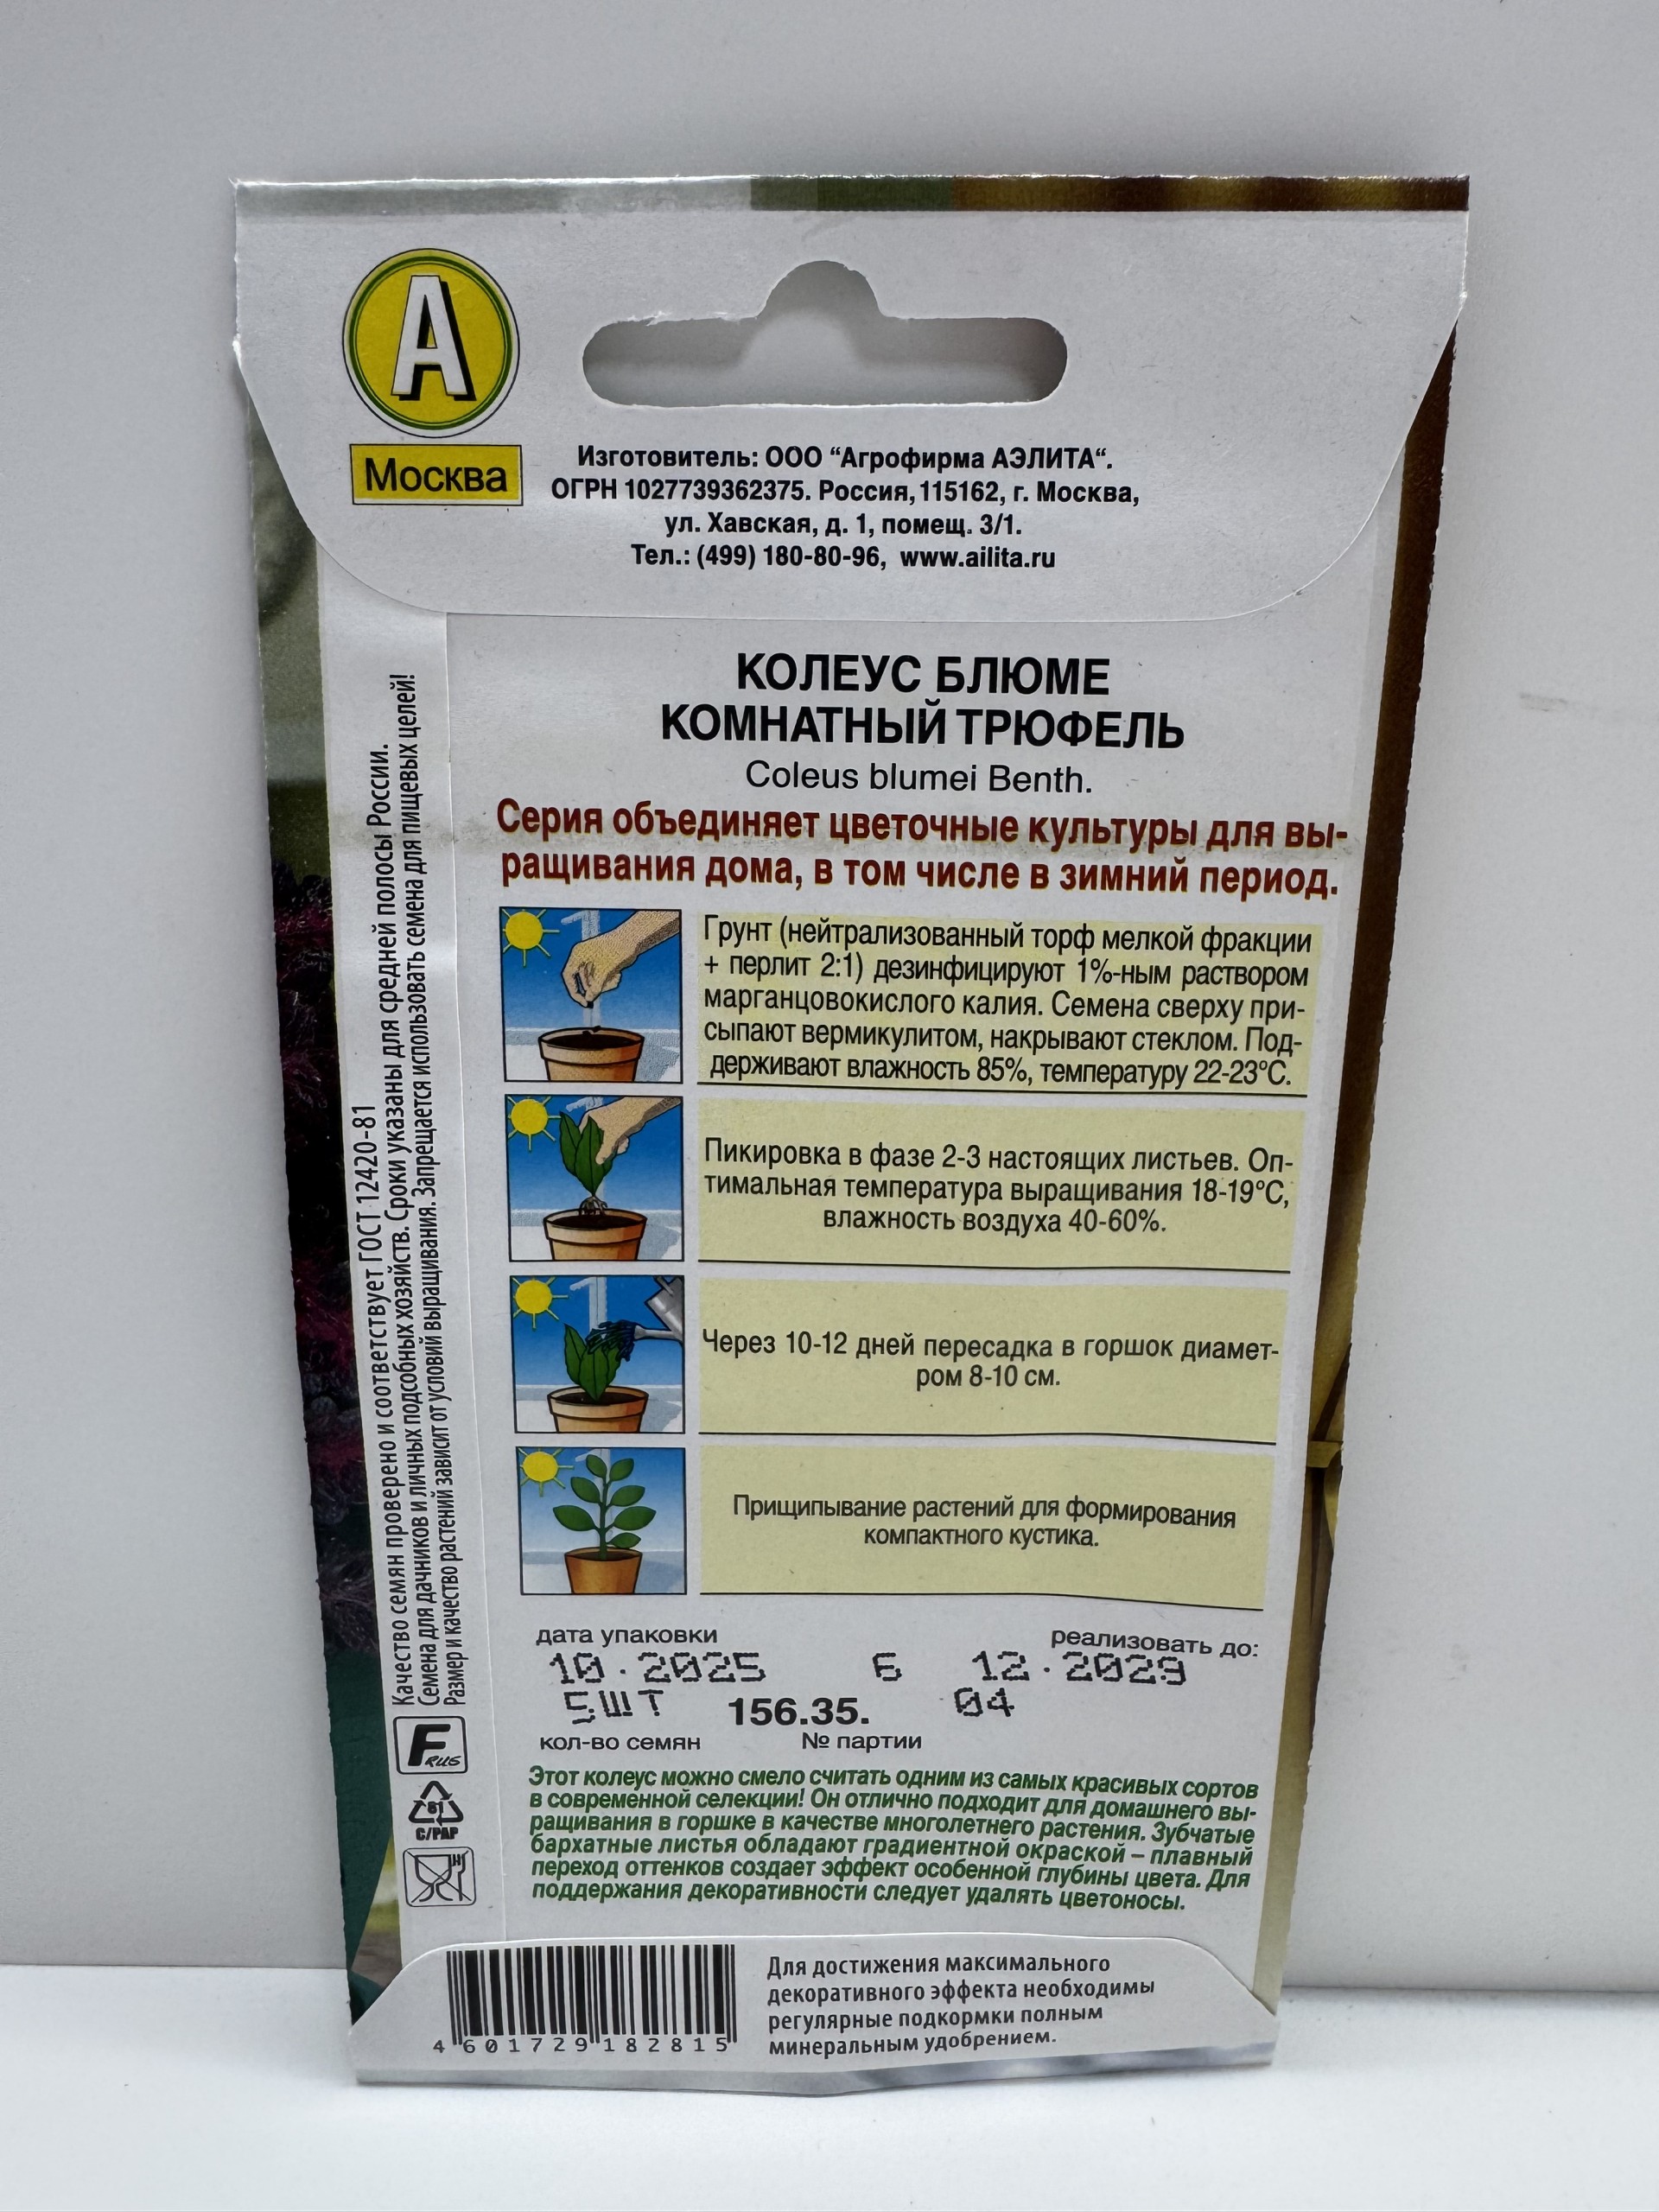 А
Москва
Изготовитель: ООО “Агрофирма АЭЛИТА“.
ОГРН 1027739362375. Россия, 115162, г. Москва,
ул. Хавская, д. 1, помещ. 3/1.
Тел.: (499) 180-80-96, www.ailita.ru
КОЛЕУС БЛЮМЕ
КОМНАТНЫЙ ТРЮФЕЛЬ
Coleus blumei Benth.
Серия объединяет цветочные культуры для вы-
ращивания дома, в том числе в зимний период.
Грунт (нейтрализованный торф мелкой фракции
+ перлит 2:1) дезинфицируют 1%-ным раствором
марганцовокислого калия. Семена сверху при-
сыпают вермикулитом, накрывают стеклом. Под-
держивают влажность 85%, температуру 22-23°С.
Пикировка в фазе 2-3 настоящих листьев. Оп-
тимальная температура выращивания 18-19°С,
влажность воздуха 40-60%.
Через 10-12 дней пересадка в горшок диамет-
ром 8-10 см.
Прищипывание растений для формирования
компактного кустика.
дата упаковки реализовать до:
10.2025 6 12.2029
5ШТ 156.35. 04
кол-во семян № партии
Этот колеус можно смело считать одним из самых красивых сортов
в современной селекции! Он отлично подходит для домашнего вы-
ращивания в горшке в качестве многолетнего растения. Зубчатые
бархатные листья обладают градиентной окраской – плавный
переход оттенков создает эффект особенной глубины цвета. Для
поддержания декоративности следует удалять цветоносы.
Качество семян проверено и соответствует ГОСТ 12420-81
Семена для дачников и личных подсобных хозяйств. Сроки указаны для средней полосы России.
Размер и качество растений зависит от условий выращивания. Запрещается использовать семена для пищевых целей!
F RUS
81
C/PAP
4 601729 182815
Для достижения максимального
декоративного эффекта необходимы
регулярные подкормки полным
минеральным удобрением.